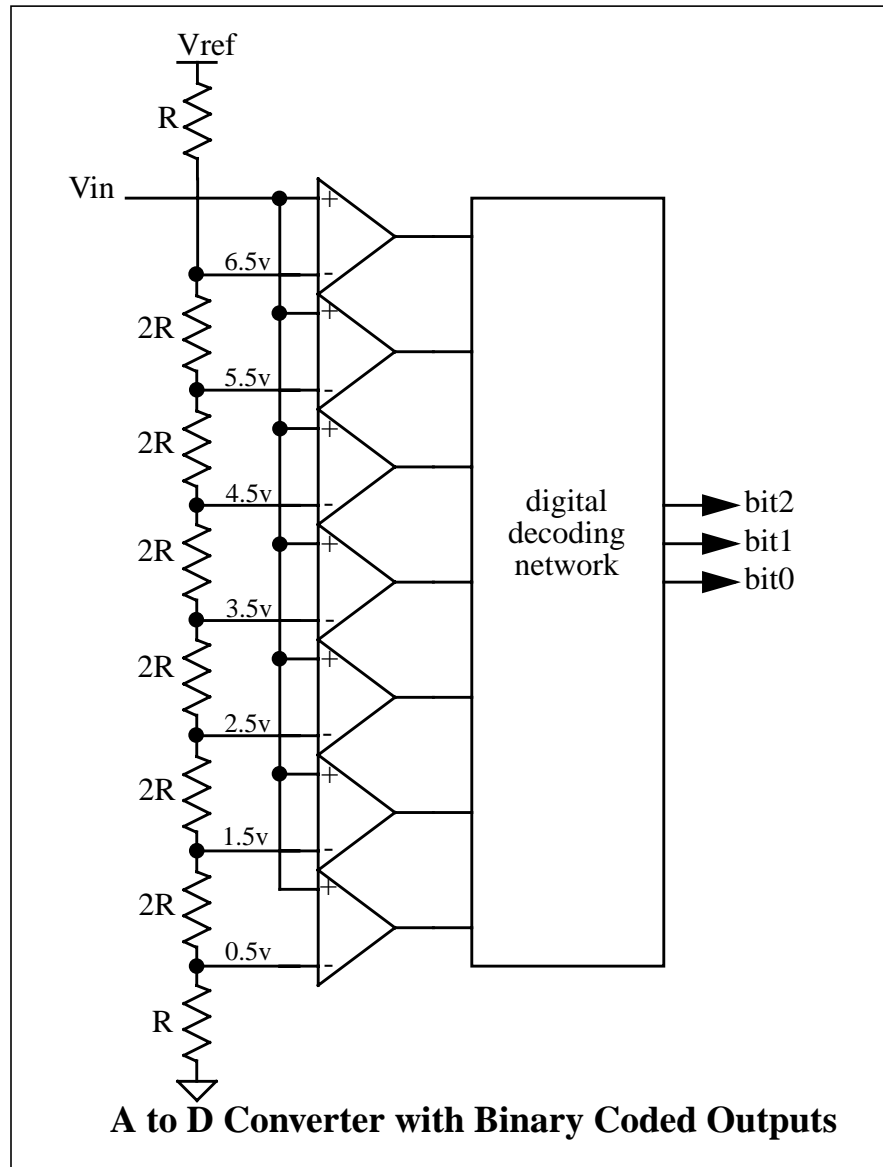 Vref
R
Vin
+
6.5v
-
+
2R
5.5v
-
+
2R
4.5v
-
digital
decoding
network
bit2
+
bit1
2R
bit0
3.5v
-
+
2R
2.5v
-
+
2R
1.5v
-
+
2R
0.5v
-
R
A to D Converter with Binary Coded Outputs